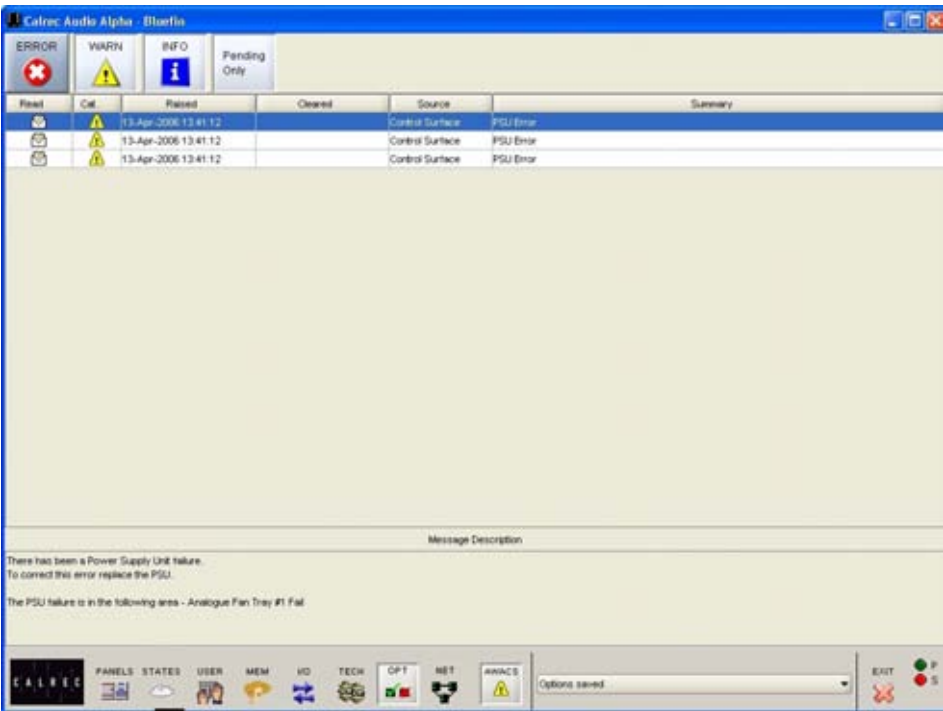 Calrec Audio Alpha - Bluefin
ERROR WARN INFO Pending Only
Read Cat. Raised Cleared Source Summary
13-Apr-2006 13:41:12 Control Surface PSU Error
13-Apr-2006 13:41:12 Control Surface PSU Error
13-Apr-2006 13:41:12 Control Surface PSU Error
Message Description
There has been a Power Supply Unit failure.
To correct this error replace the PSU.
The PSU failure is in the following area - Analogue Fan Tray #1 Fail
CALREC PANELS STATES USER MEM I/O TECH OPT NET AWACS Options saved EXIT P
S